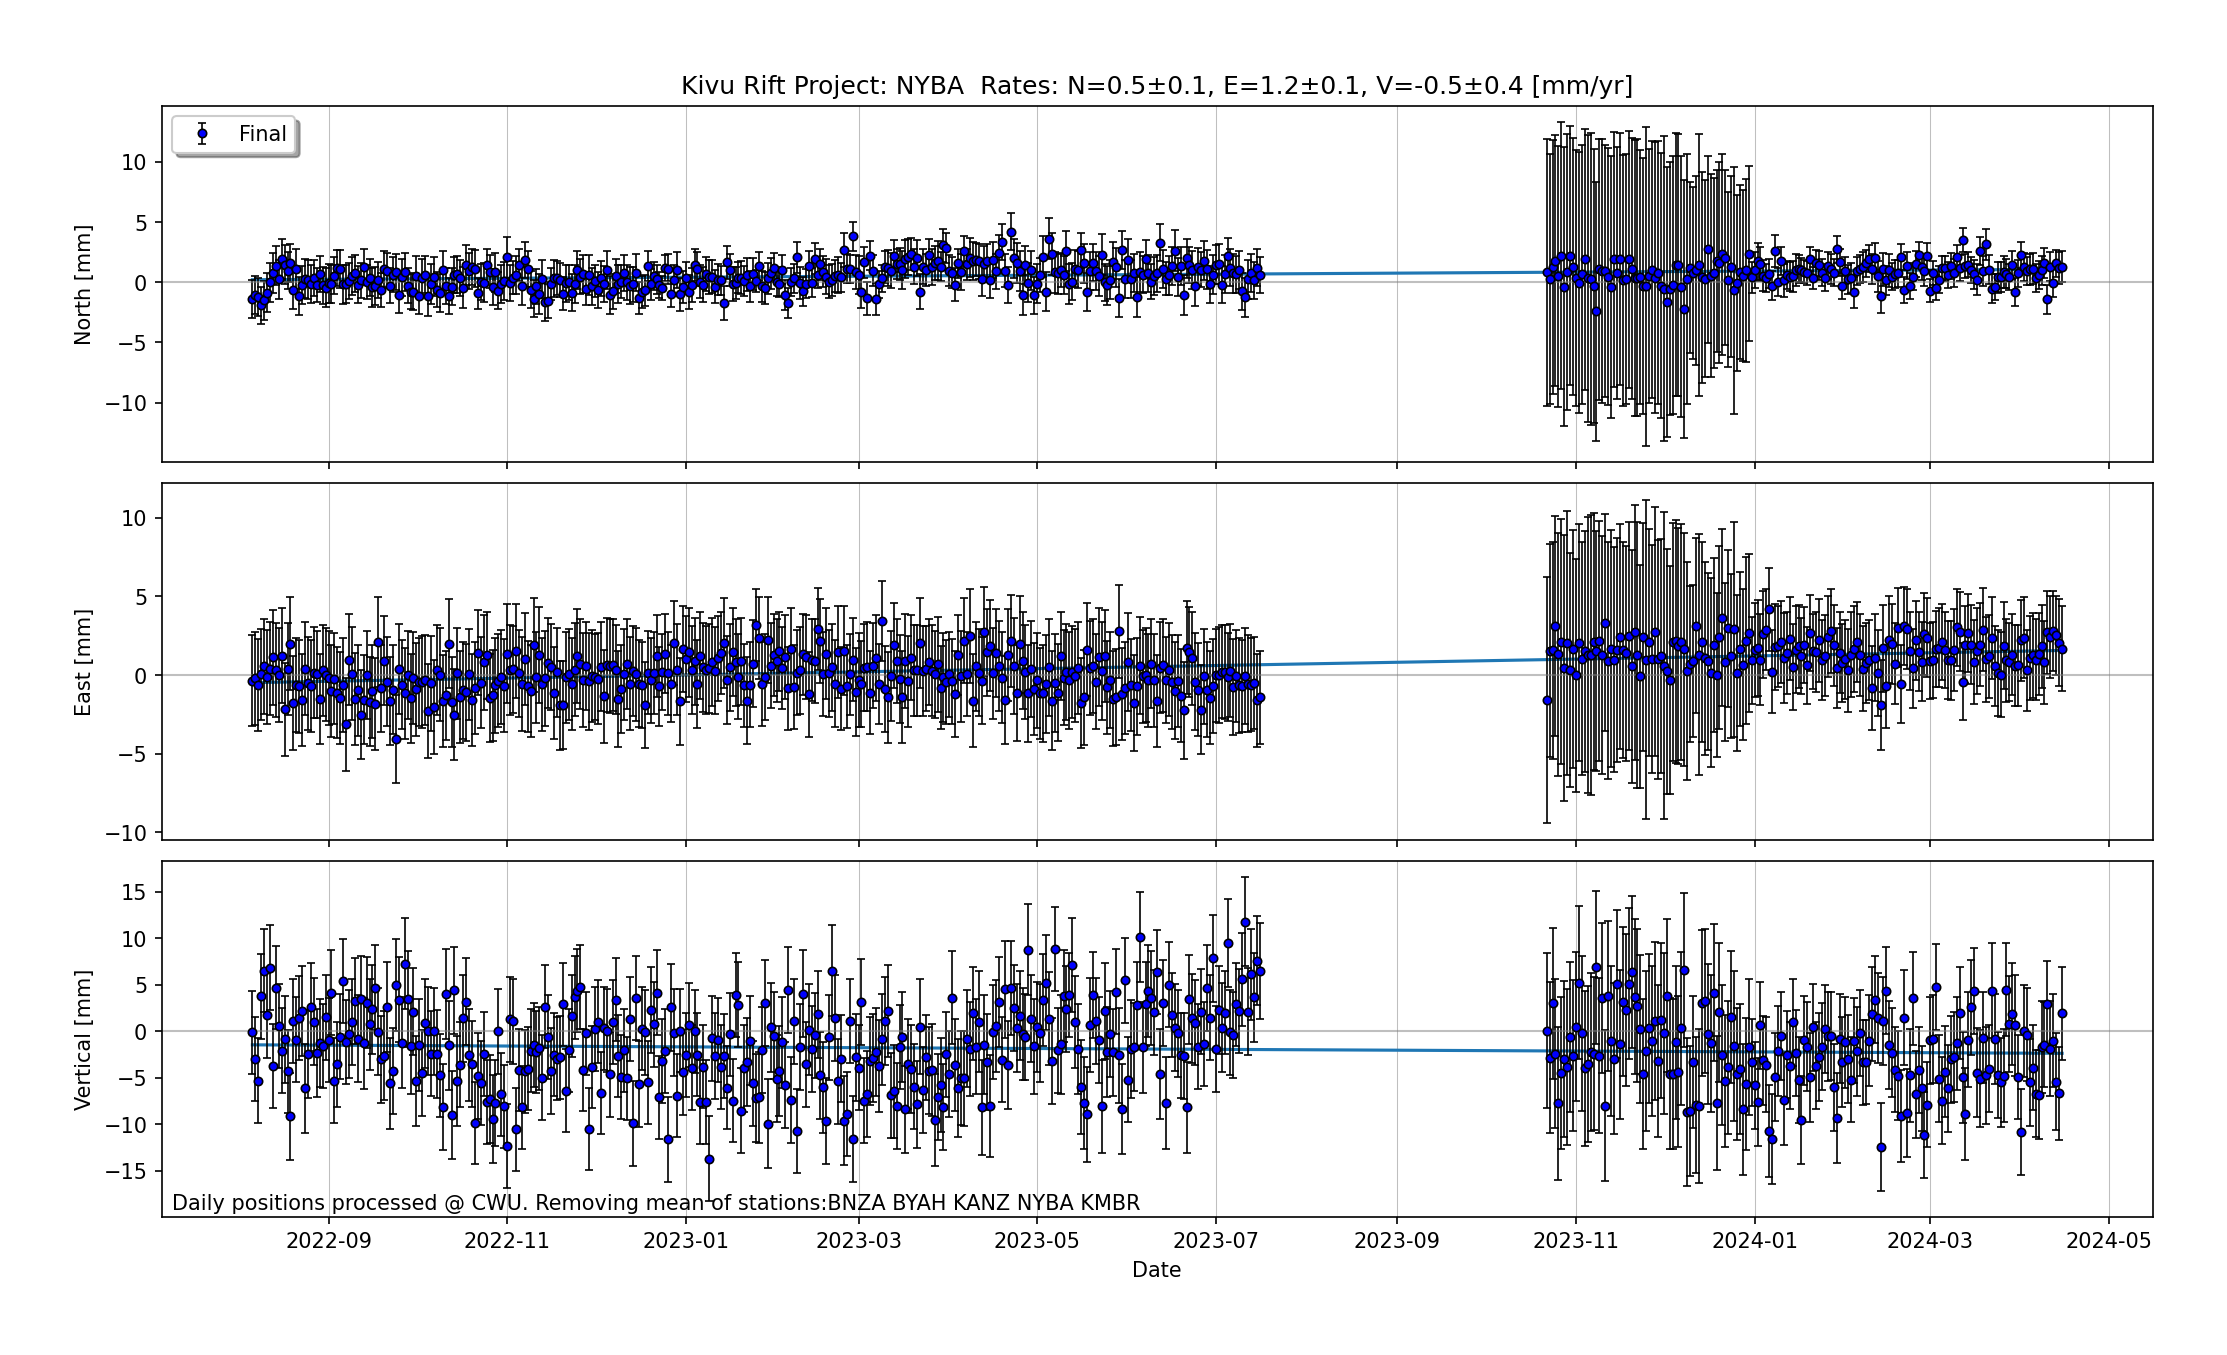 Kivu Rift Project: NYBA  Rates: N=0.5±0.1, E=1.2±0.1, V=-0.5±0.4 [mm/yr]
Final
North [mm]
10
5
0
−5
−10
East [mm]
10
5
0
−5
−10
Vertical [mm]
15
10
5
0
−5
−10
−15
Daily positions processed @ CWU. Removing mean of stations:BNZA BYAH KANZ NYBA KMBR
2022-09 2022-11 2023-01 2023-03 2023-05 2023-07 2023-09 2023-11 2024-01 2024-03 2024-05
Date